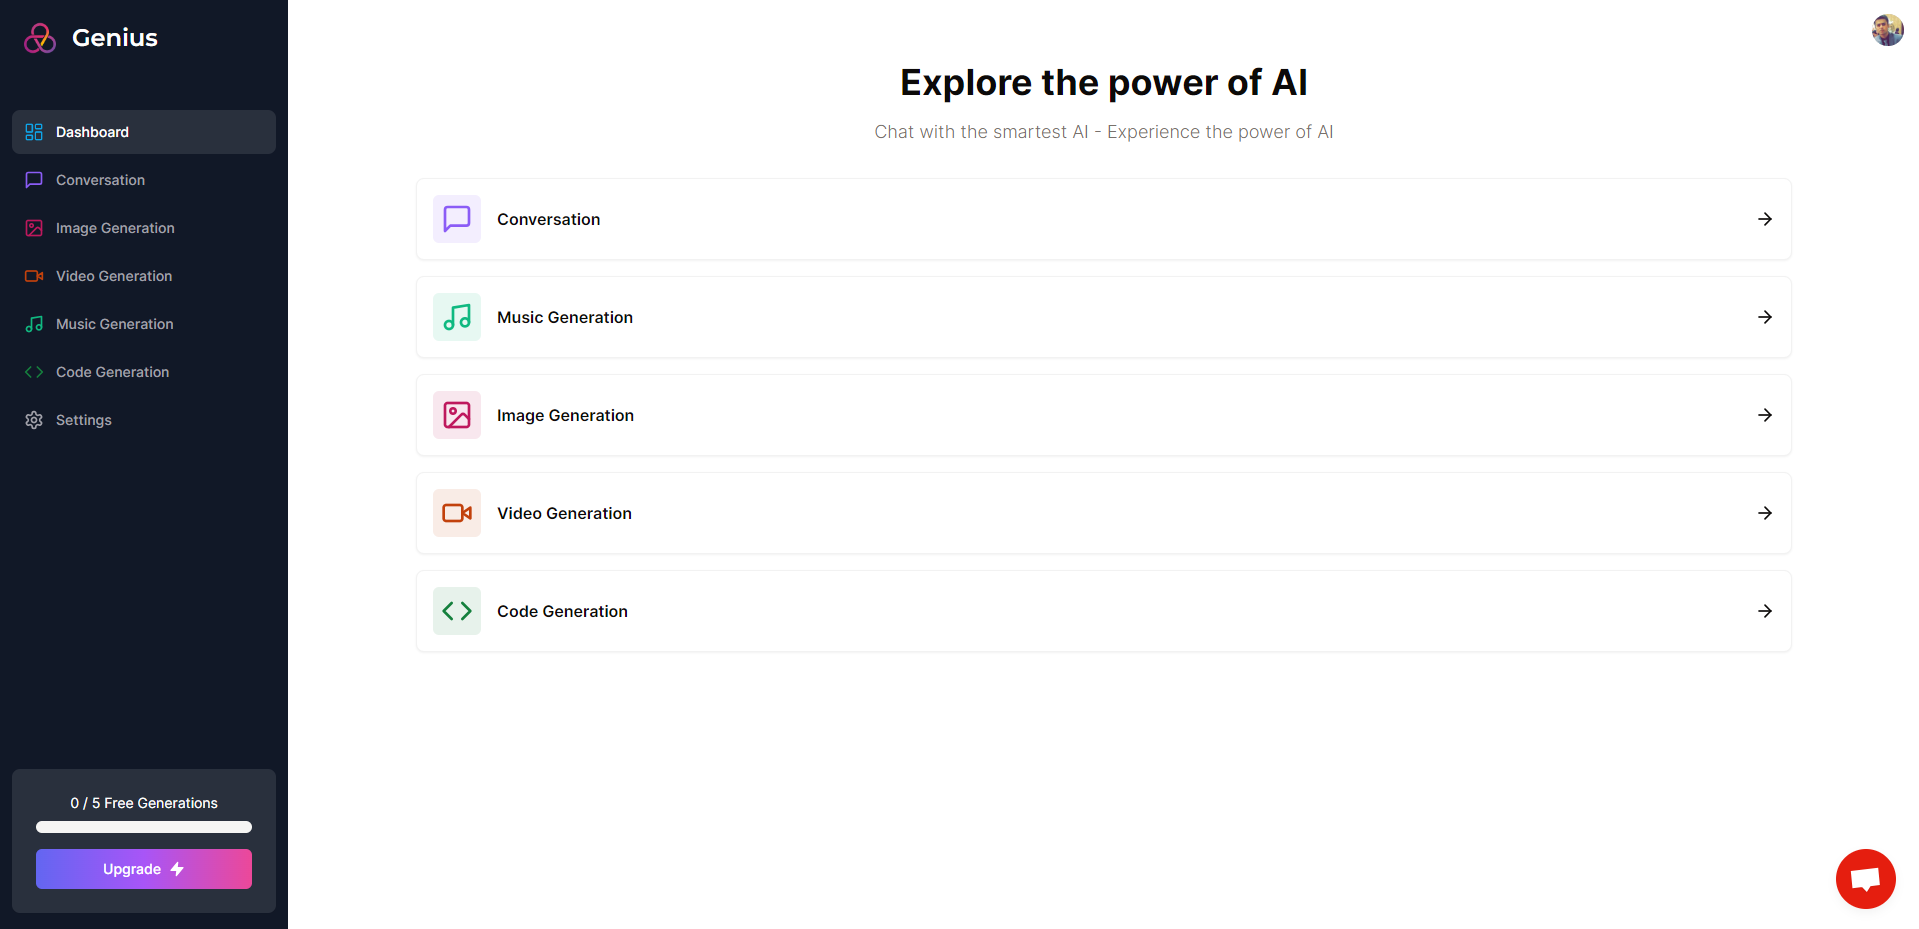 Genius
Dashboard
Conversation
Image Generation
Video Generation
Music Generation
Code Generation
Settings
0 / 5 Free Generations
Upgrade
Explore the power of AI
Chat with the smartest AI - Experience the power of AI
Conversation
Music Generation
Image Generation
Video Generation
Code Generation